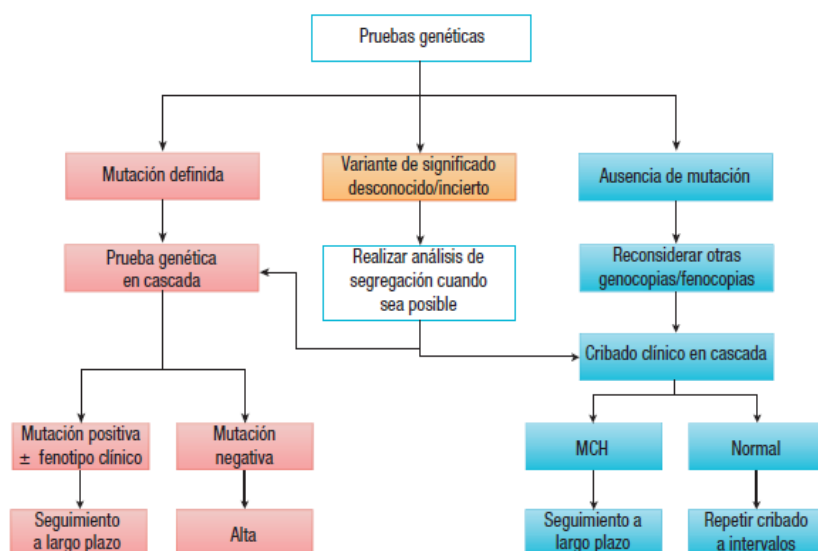 Pruebas genéticas
Mutación definida
Variante de significado
desconocido/incierto
Ausencia de mutación
Prueba genética
en cascada
Realizar análisis de
segregación cuando
sea posible
Reconsiderar otras
genocopias/fenocopias
Cribado clínico en cascada
Mutación positiva
± fenotipo clínico
Mutación
negativa
MCH
Normal
Seguimiento
a largo plazo
Alta
Seguimiento a
largo plazo
Repetir cribado
a intervalos